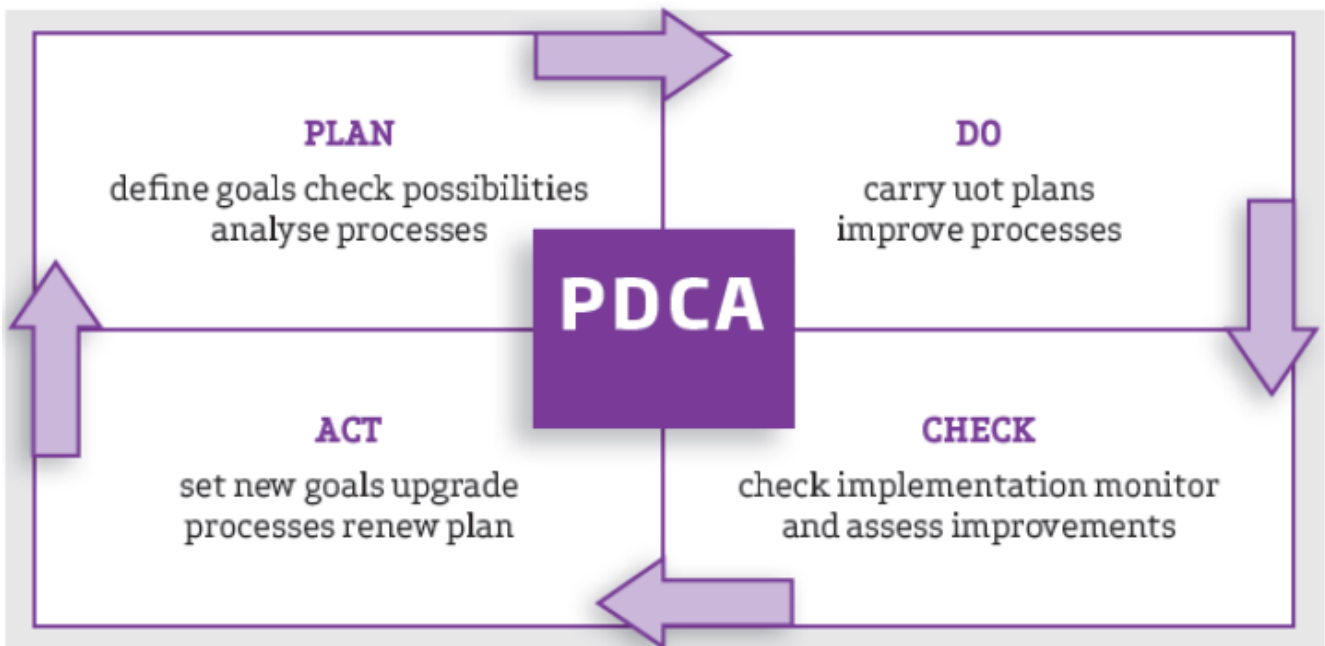 PLAN
define goals check possibilities
analyse processes
DO
carry uot plans
improve processes
PDCA
ACT
set new goals upgrade
processes renew plan
CHECK
check implementation monitor
and assess improvements